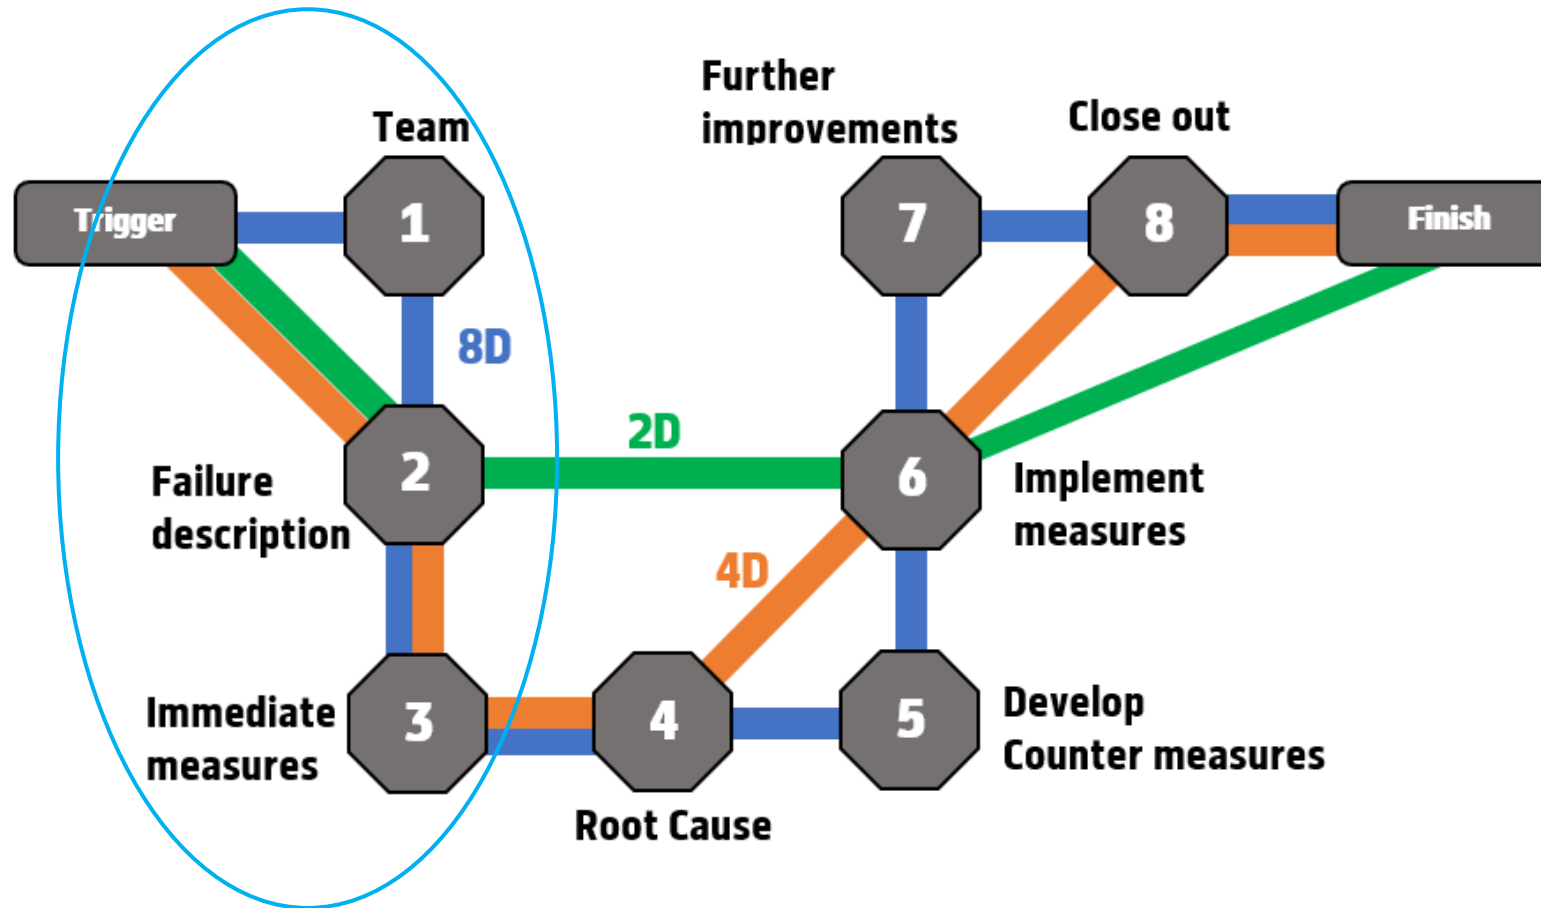 Further
improvements
Close out
Team
Trigger
1
7
8
Finish
8D
2D
Failure
description
2
6
Implement
measures
4D
Immediate
measures
3
4
5
Develop
Counter measures
Root Cause